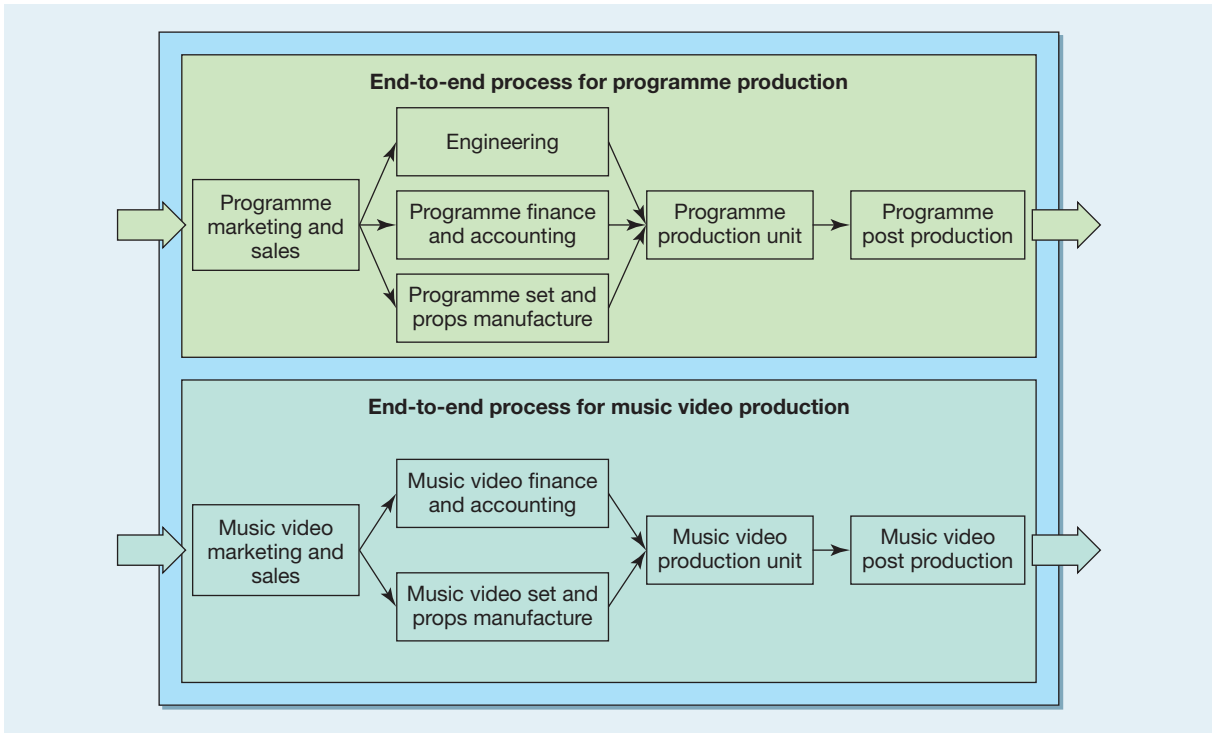 End-to-end process for programme production
Engineering
Programme
marketing and
sales
Programme finance
and accounting
Programme set and
props manufacture
Programme
production unit
Programme
post production
End-to-end process for music video production
Music video
marketing and
sales
Music video finance
and accounting
Music video set and
props manufacture
Music video
production unit
Music video
post production